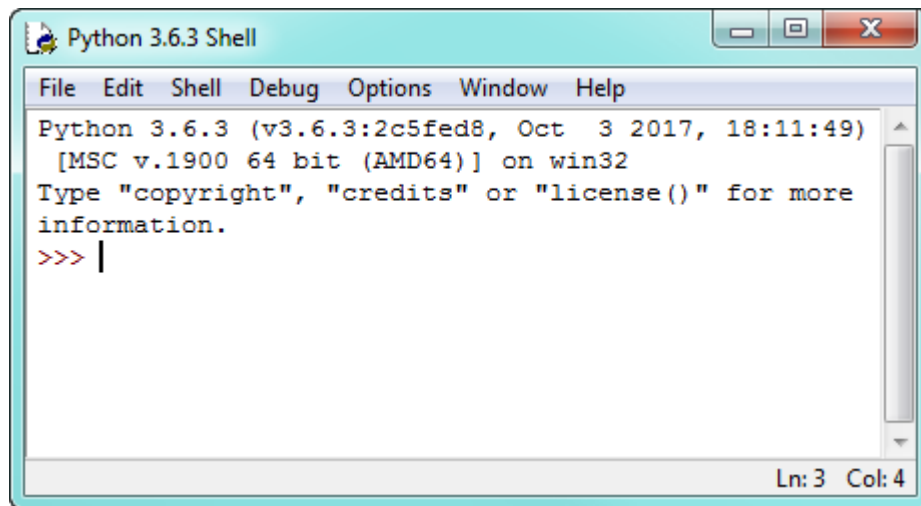 Python 3.6.3 Shell
File Edit Shell Debug Options Window Help
Python 3.6.3 (v3.6.3:2c5fed8, Oct  3 2017, 18:11:49)
 [MSC v.1900 64 bit (AMD64)] on win32
Type "copyright", "credits" or "license()" for more
information.
>>>
Ln: 3 Col: 4